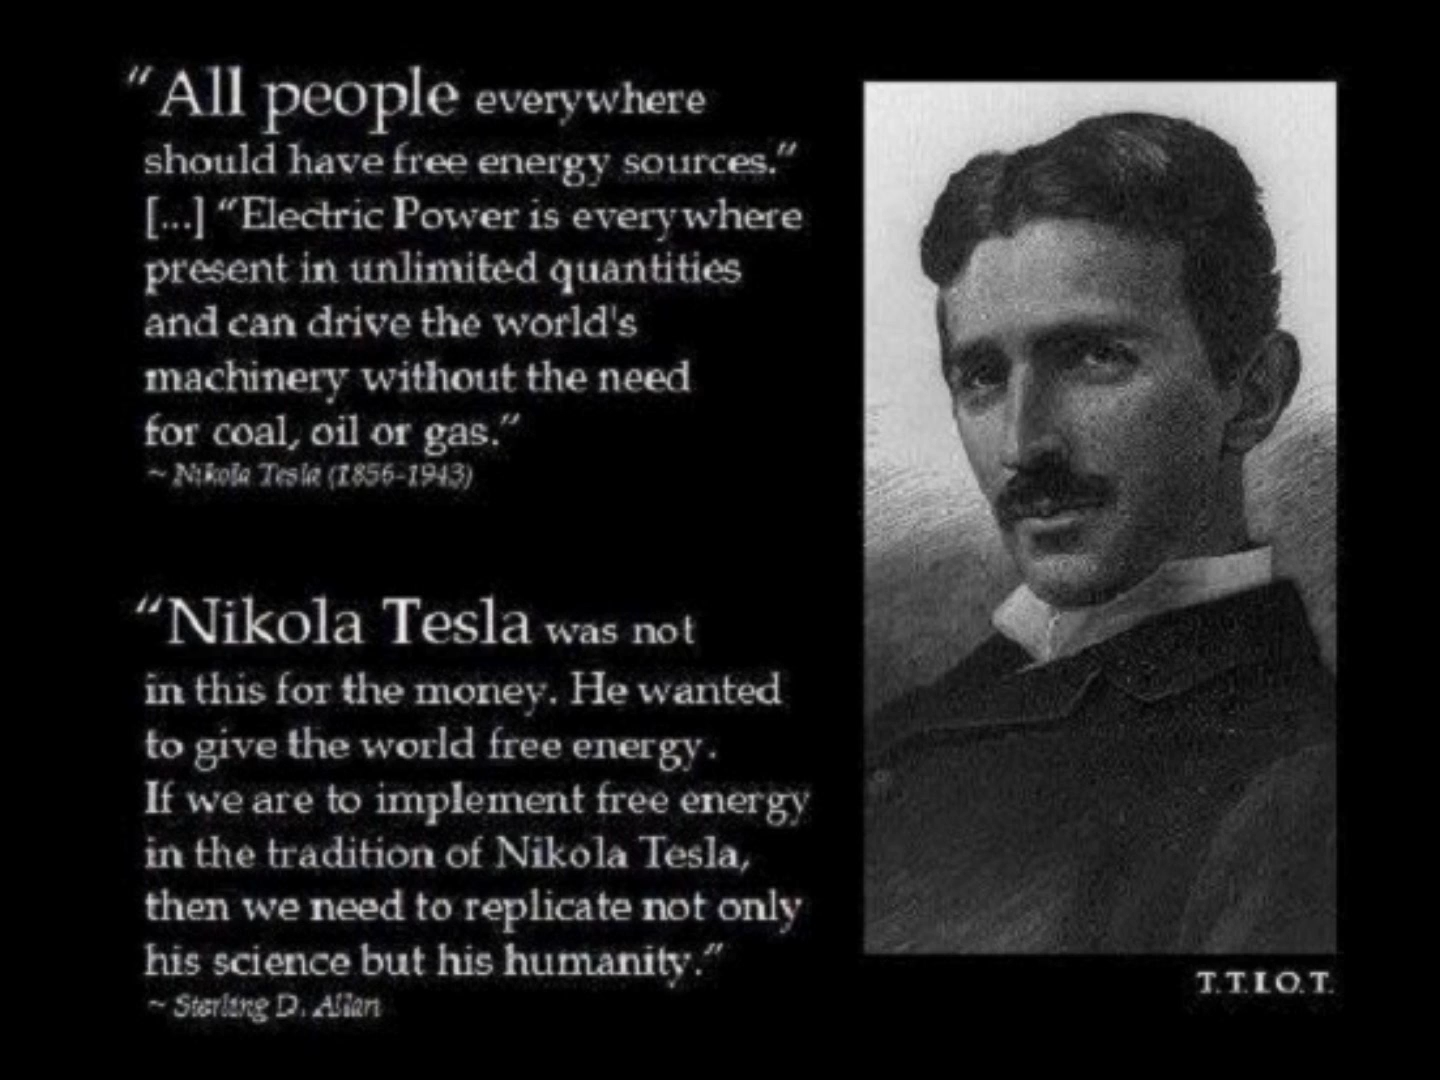 “All people everywhere
should have free energy sources.”
[...] “Electric Power is everywhere
present in unlimited quantities
and can drive the world's
machinery without the need
for coal, oil or gas.”
~ Nikola Tesla (1856-1943)
“Nikola Tesla was not
in this for the money. He wanted
to give the world free energy.
If we are to implement free energy
in the tradition of Nikola Tesla,
then we need to replicate not only
his science but his humanity.”
~ Sterling D. Allan
T.T.I.O.T.